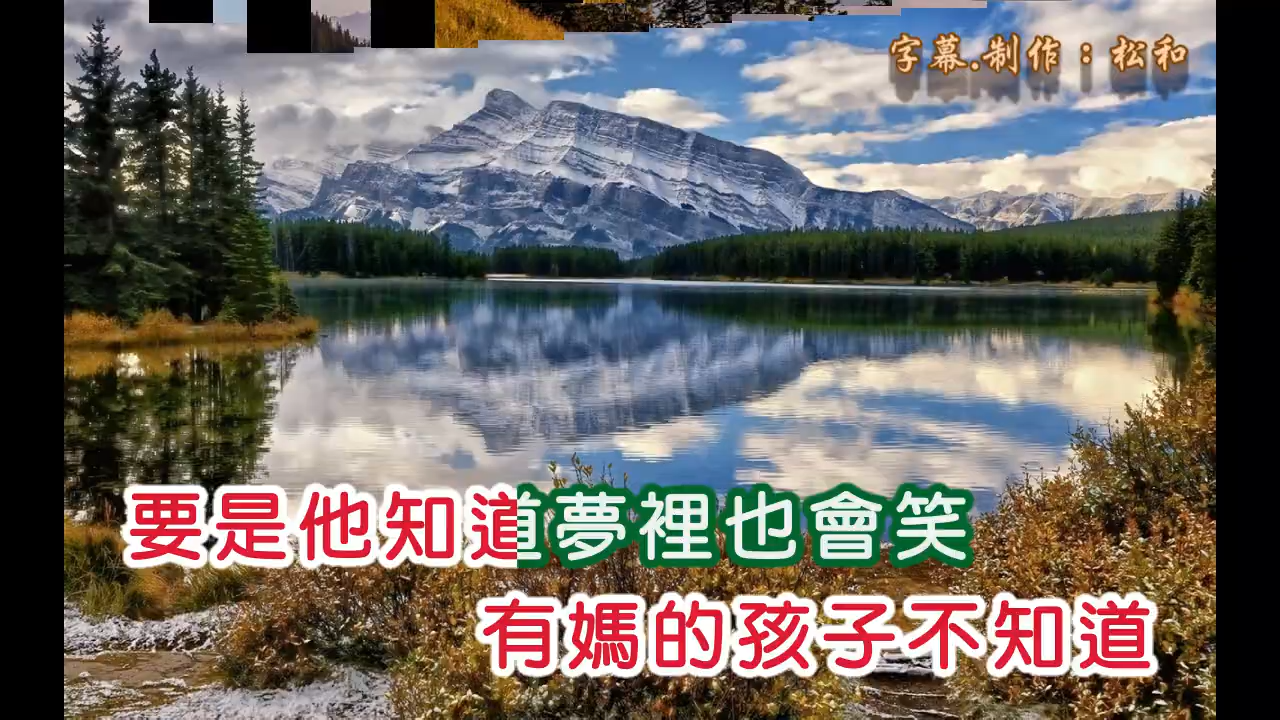 字幕.制作：松和
要是他知道夢裡也會笑
有媽的孩子不知道